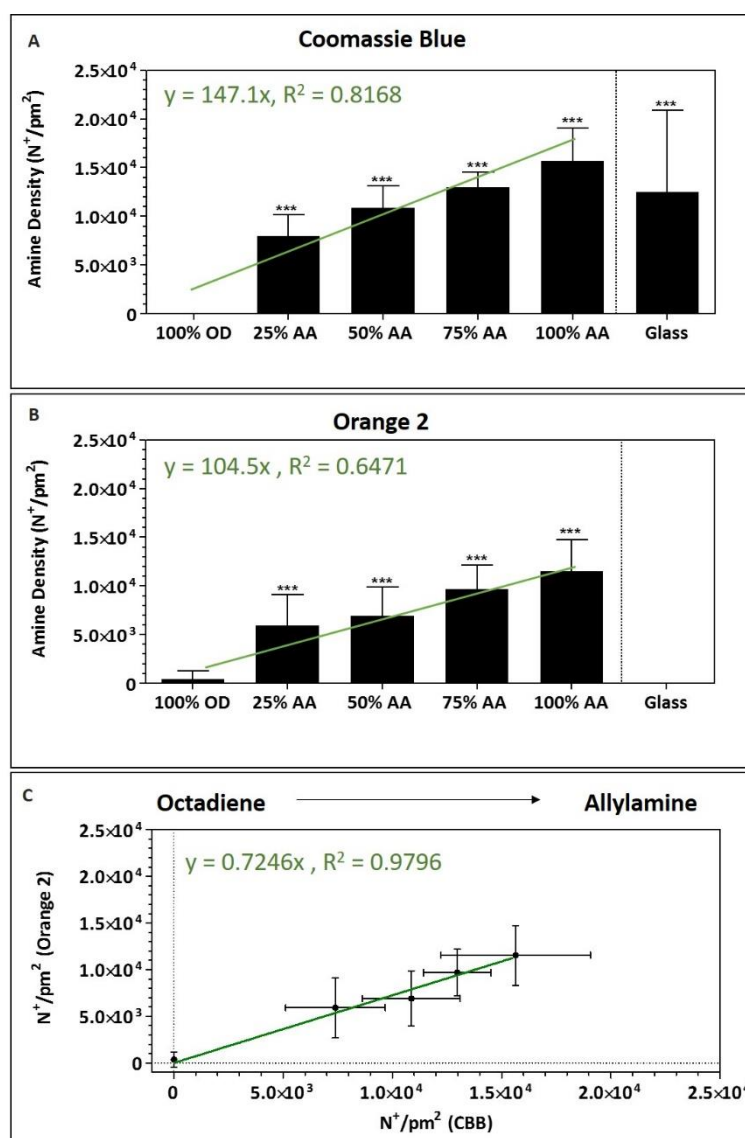 A
Coomassie Blue
Amine Density (N⁺/pm²)
2.5×10⁴
2.0×10⁴
1.5×10⁴
1.0×10⁴
5.0×10³
0
y = 147.1x, R² = 0.8168
***
***
***
***
***
100% OD 25% AA 50% AA 75% AA 100% AA Glass
B
Orange 2
Amine Density (N⁺/pm²)
2.5×10⁴
2.0×10⁴
1.5×10⁴
1.0×10⁴
5.0×10³
0
y = 104.5x , R² = 0.6471
***
***
***
***
100% OD 25% AA 50% AA 75% AA 100% AA Glass
C
Octadiene Allylamine
N⁺/pm² (Orange 2)
2.5×10⁴
2.0×10⁴
1.5×10⁴
1.0×10⁴
5.0×10³
0
y = 0.7246x , R² = 0.9796
0 5.0×10³ 1.0×10⁴ 1.5×10⁴ 2.0×10⁴ 2.5×10⁴
N⁺/pm² (CBB)